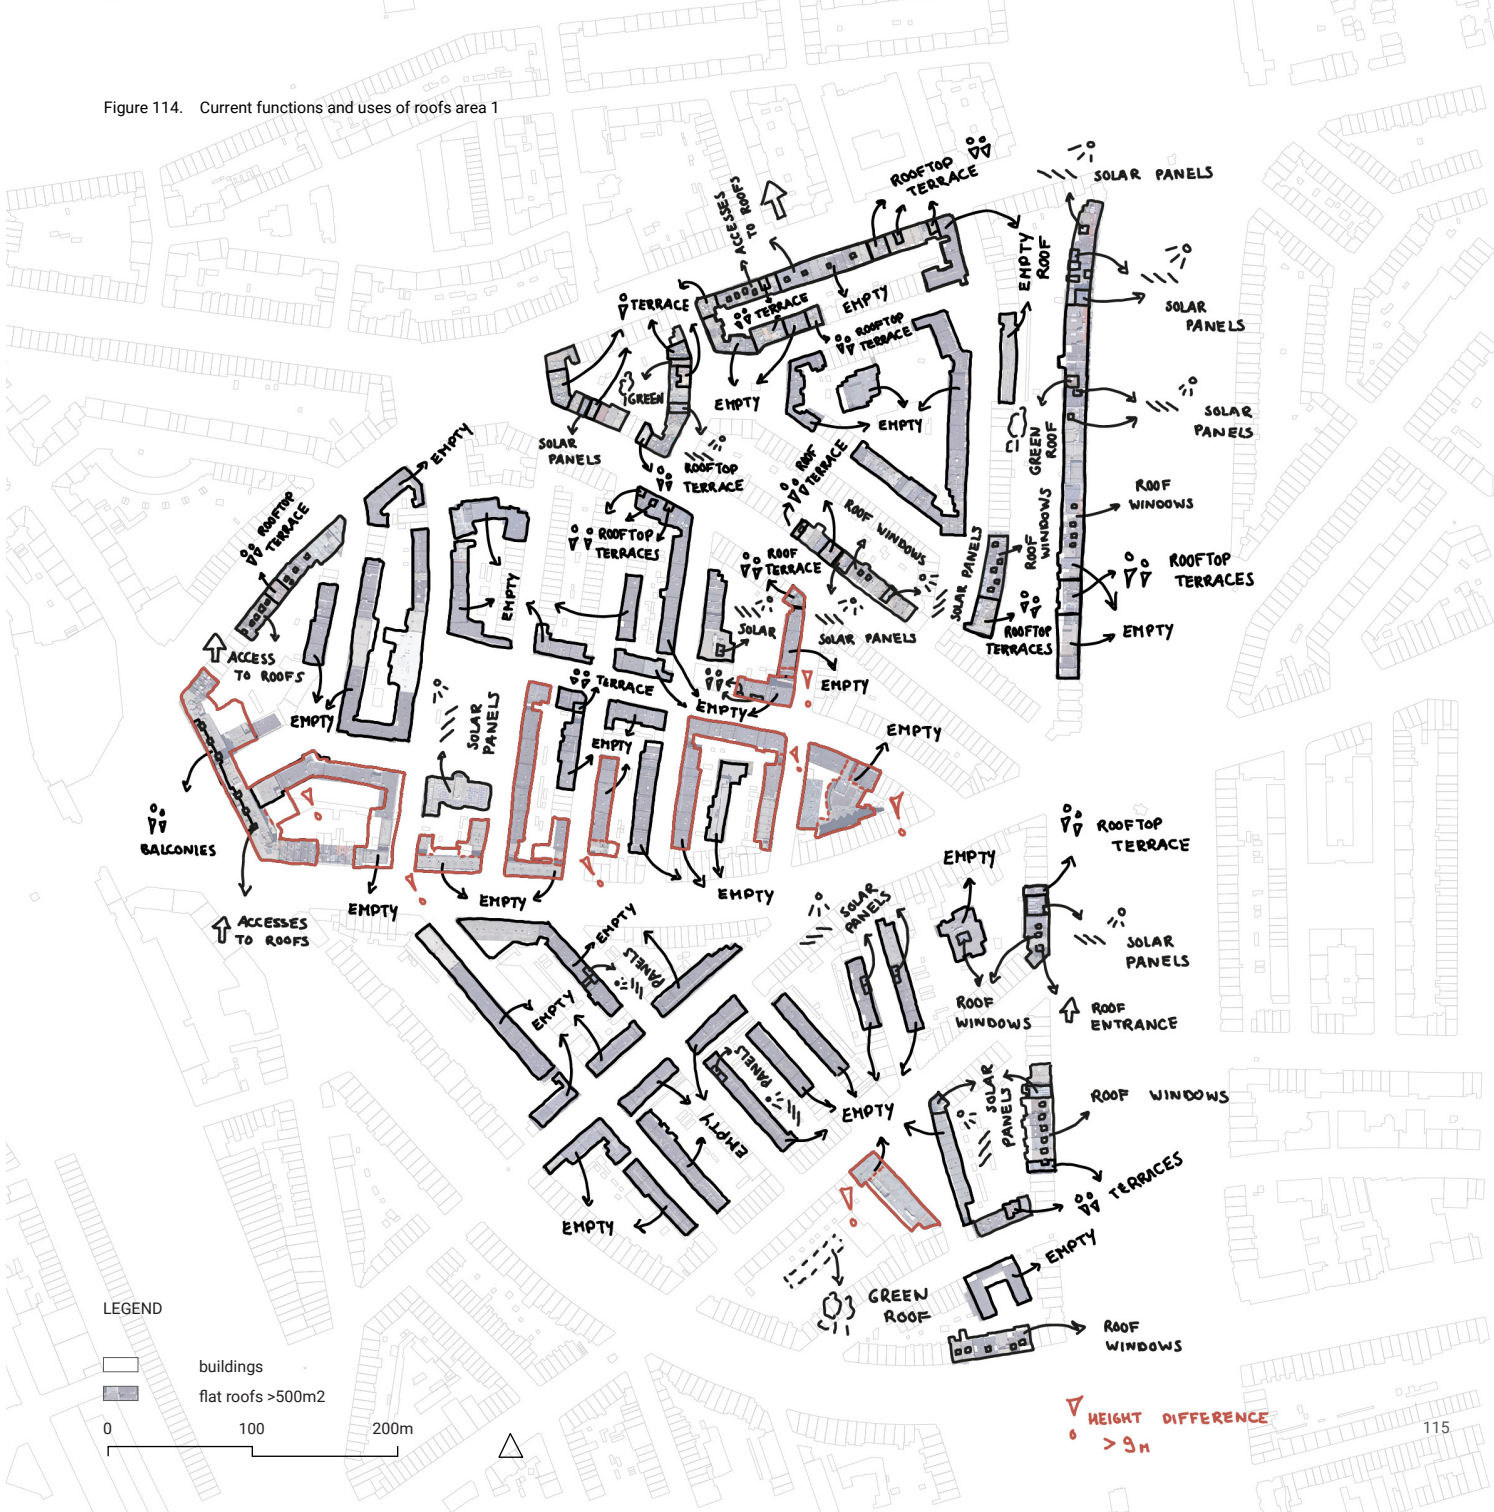 Figure 114. Current functions and uses of roofs area 1
ROOFTOP
TERRACE
SOLAR PANELS
ACCESSES
TO ROOFS
EMPTY
ROOF
TERRACE
TERRACE
EMPTY
ROOFTOP
TERRACE
SOLAR
PANELS
GREEN
EMPTY
EMPTY
SOLAR
PANELS
SOLAR
PANELS
EMPTY
GREEN
ROOF
ROOFTOP
TERRACE
ROOF
TERRACE
ROOF
WINDOWS
ROOFTOP
TERRACE
ROOFTOP
TERRACES
ROOF WINDOWS
ROOF
WINDOWS
ROOF
TERRACE
SOLAR PANELS
ROOFTOP
TERRACES
EMPTY
SOLAR
SOLAR PANELS
ROOFTOP
TERRACES
EMPTY
ACCESS
TO ROOFS
TERRACE
EMPTY
EMPTY
EMPTY
SOLAR
PANELS
EMPTY
EMPTY
BALCONIES
ROOFTOP
TERRACE
EMPTY
EMPTY
EMPTY
EMPTY
SOLAR
PANELS
ACCESSES
TO ROOFS
EMPTY
PANELS
SOLAR
PANELS
EMPTY
ROOF
WINDOWS
ROOF
ENTRANCE
PANELS
EMPTY
SOLAR
PANELS
ROOF WINDOWS
EMPTY
TERRACES
EMPTY
EMPTY
GREEN
ROOF
ROOF
WINDOWS
LEGEND
buildings
flat roofs >500m2
0 100 200m
HEIGHT DIFFERENCE
> 9M
115